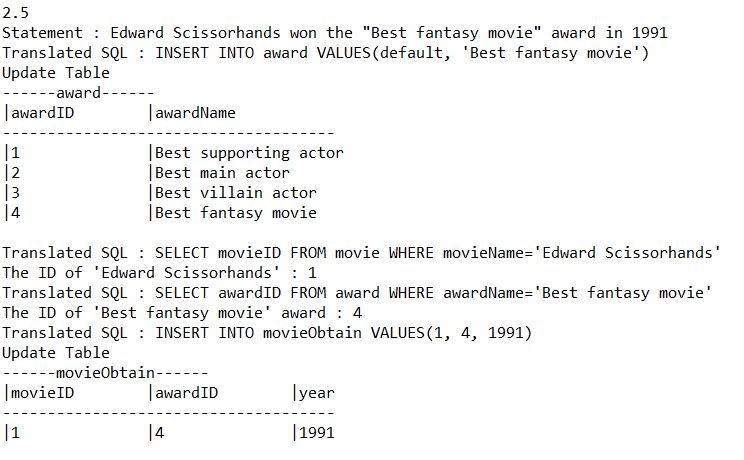 2.5
Statement : Edward Scissorhands won the "Best fantasy movie" award in 1991
Translated SQL : INSERT INTO award VALUES(default, 'Best fantasy movie')
Update Table
------award------
|awardID        |awardName
-------------------------------------
|1              |Best supporting actor
|2              |Best main actor
|3              |Best villain actor
|4              |Best fantasy movie
Translated SQL : SELECT movieID FROM movie WHERE movieName='Edward Scissorhands'
The ID of 'Edward Scissorhands' : 1
Translated SQL : SELECT awardID FROM award WHERE awardName='Best fantasy movie'
The ID of 'Best fantasy movie' award : 4
Translated SQL : INSERT INTO movieObtain VALUES(1, 4, 1991)
Update Table
------movieObtain------
|movieID        |awardID        |year
-------------------------------------
|1              |4              |1991